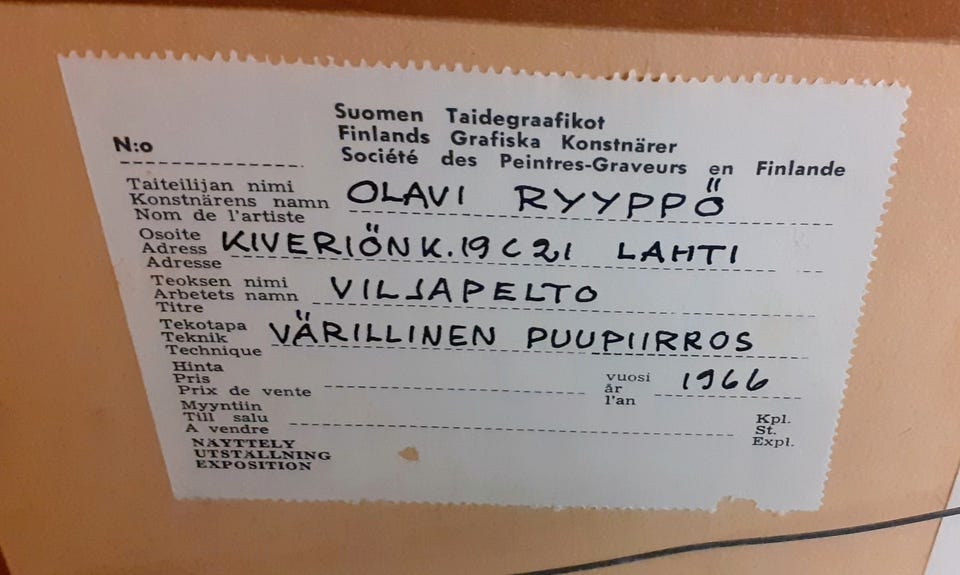 Suomen Taidegraafikot
Finlands Grafiska Konstnärer
N:o
Société des Peintres-Graveurs en Finlande
Taiteilijan nimi
Konstnärens namn OLAVI RYYPPÖ
Nom de l'artiste
Osoite
Adress KIVERIÖNK. 19 C 21 LAHTI
Adresse
Teoksen nimi
Arbetets namn VILJAPELTO
Titre
Tekotapa
Teknik VÄRILLINEN PUUPIIRROS
Technique
Hinta vuosi
Pris år 1966
Prix de vente l'an
Myyntiin Kpl.
Till salu St.
A vendre Expl.
NÄYTTELY
UTSTÄLLNING
EXPOSITION